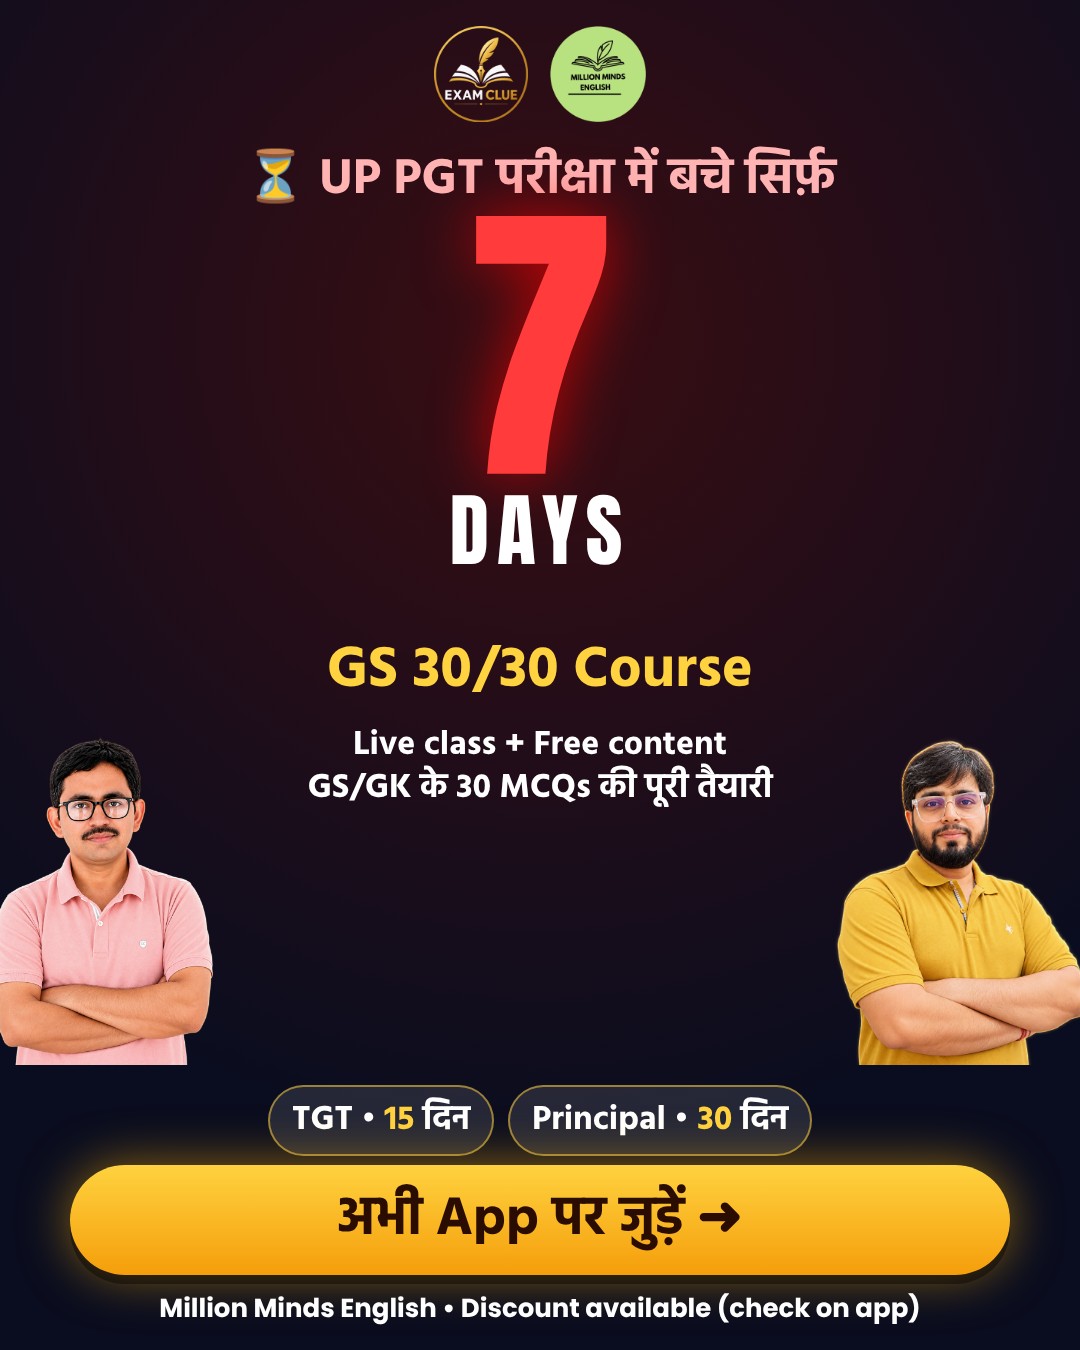 EXAM CLUE
MILLION MINDS
ENGLISH
⏳ UP PGT परीक्षा में बचे सिर्फ़
7
DAYS
GS 30/30 Course
Live class + Free content
GS/GK के 30 MCQs की पूरी तैयारी
TGT • 15 दिन
Principal • 30 दिन
अभी App पर जुड़ें ➜
Million Minds English • Discount available (check on app)